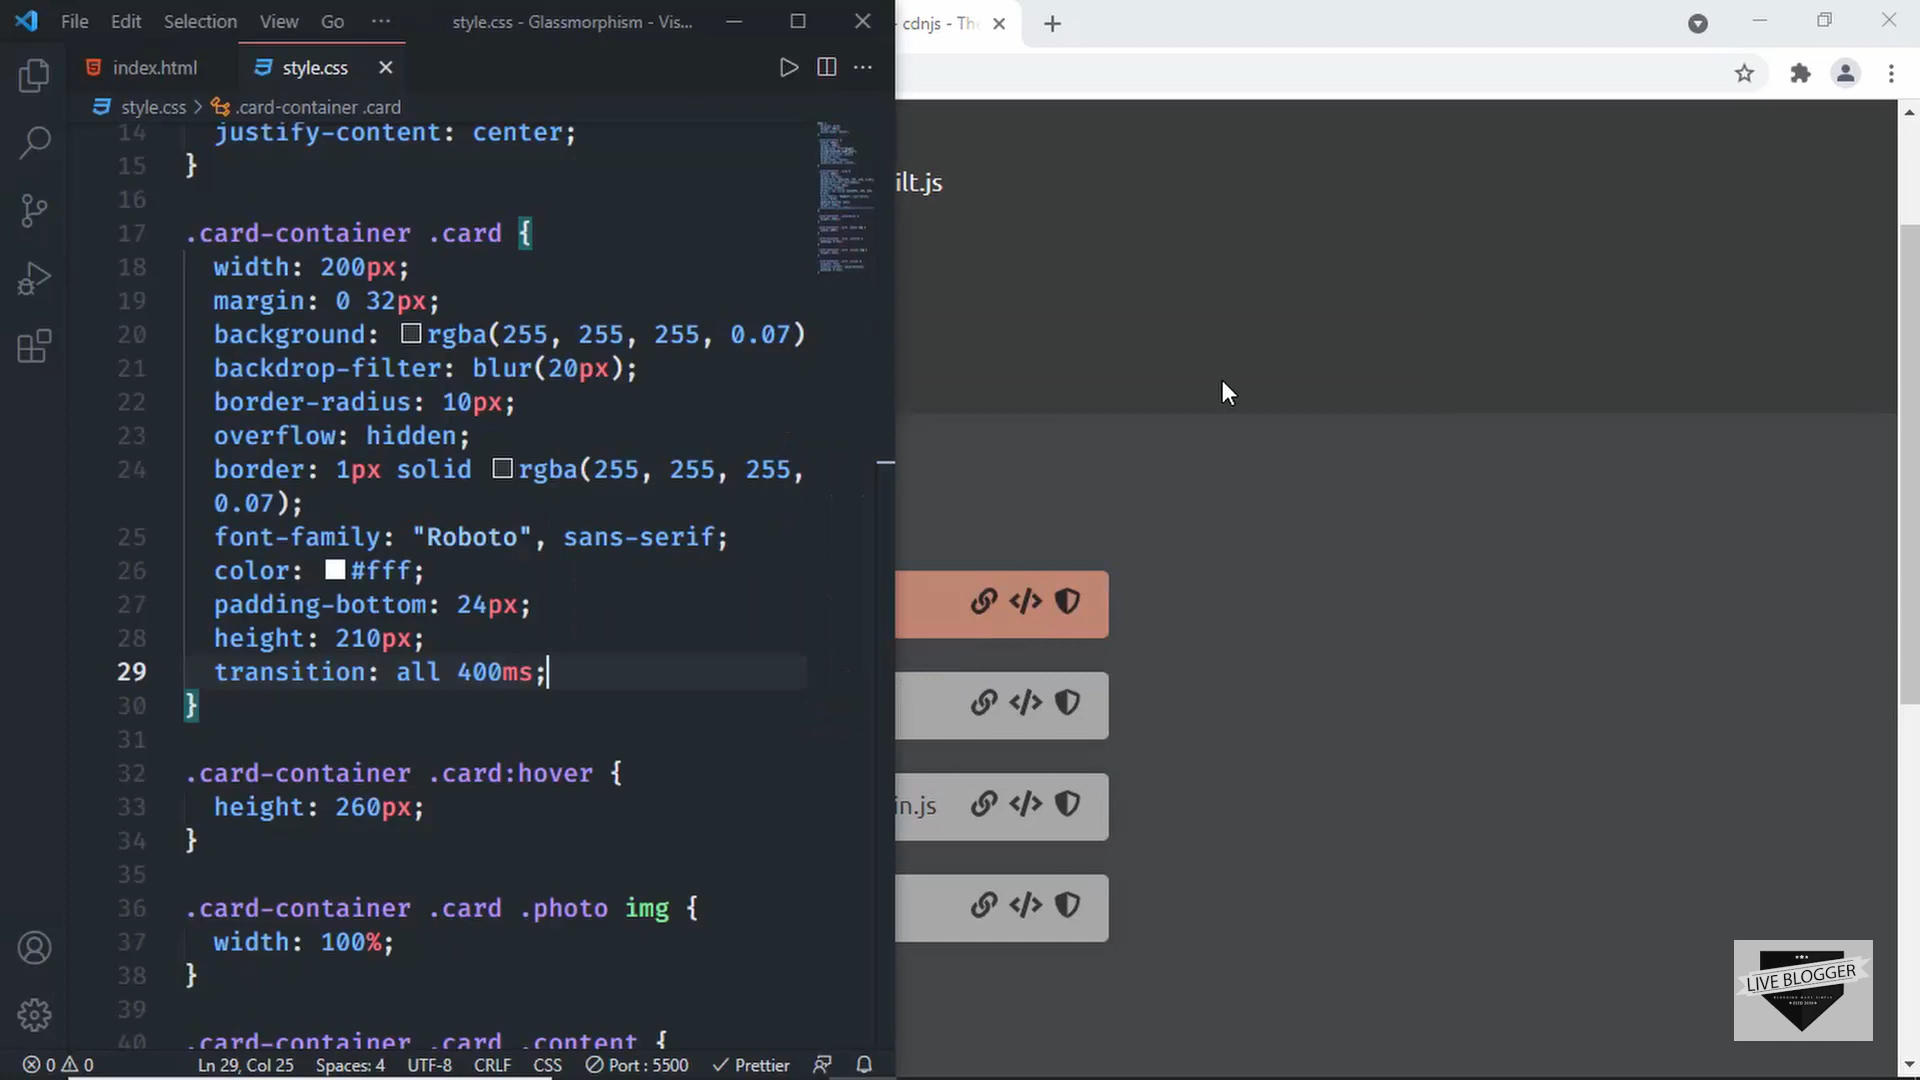 File Edit Selection View Go ··· style.css - Glassmorphism - Vis...
- cdnjs - The
index.html style.css
style.css > .card-container .card
14 justify-content: center;
15 }
16
17 .card-container .card {
18 width: 200px;
19 margin: 0 32px;
20 background: rgba(255, 255, 255, 0.07)
21 backdrop-filter: blur(20px);
22 border-radius: 10px;
23 overflow: hidden;
24 border: 1px solid rgba(255, 255, 255,
0.07);
25 font-family: "Roboto", sans-serif;
26 color: #fff;
27 padding-bottom: 24px;
28 height: 210px;
29 transition: all 400ms;
30 }
31
32 .card-container .card:hover {
33 height: 260px;
34 }
35
36 .card-container .card .photo img {
37 width: 100%;
38 }
39
40 .card-container .card .content {
0 0 Ln 29, Col 25 Spaces: 4 UTF-8 CRLF CSS Port : 5500 Prettier
ilt.js
in.js
LIVE BLOGGER